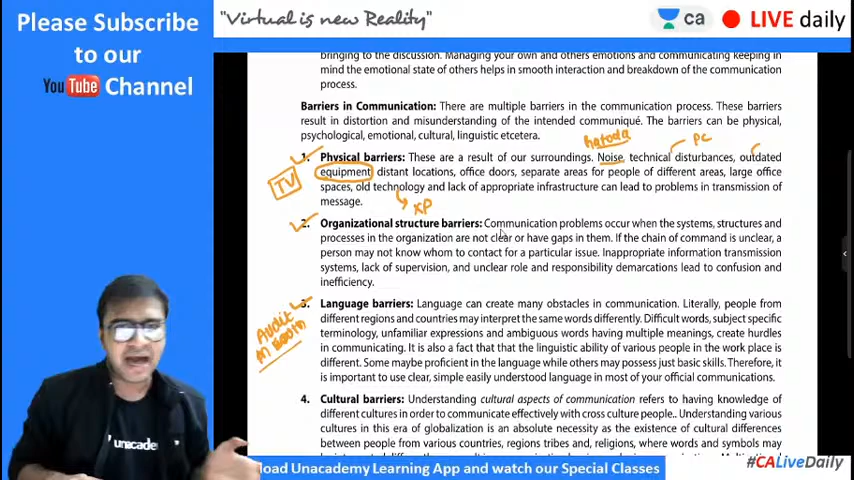 Please Subscribe
to our
YouTube Channel
"Virtual is new Reality"
ca
LIVE daily
bringing to the discussion. Managing your own and others emotions and communicating keeping in
mind the emotional state of others helps in smooth interaction and breakdown of the communication
process.
Barriers in Communication: There are multiple barriers in the communication process. These barriers
result in distortion and misunderstanding of the intended communiqué. The barriers can be physical,
psychological, emotional, cultural, linguistic etcetera.
hatoda
PC
1. Physical barriers: These are a result of our surroundings. Noise, technical disturbances, outdated
equipment, distant locations, office doors, separate areas for people of different areas, large office
TV
spaces, old technology and lack of appropriate infrastructure can lead to problems in transmission of
message.
XP
2. Organizational structure barriers: Communication problems occur when the systems, structures and
processes in the organization are not clear or have gaps in them. If the chain of command is unclear, a
person may not know whom to contact for a particular issue. Inappropriate information transmission
systems, lack of supervision, and unclear role and responsibility demarcations lead to confusion and
inefficiency.
3. Language barriers: Language can create many obstacles in communication. Literally, people from
different regions and countries may interpret the same words differently. Difficult words, subject specific
terminology, unfamiliar expressions and ambiguous words having multiple meanings, create hurdles
in communicating. It is also a fact that that the linguistic ability of various people in the work place is
different. Some maybe proficient in the language while others may possess just basic skills. Therefore, it
is important to use clear, simple easily understood language in most of your official communications.
Audit
4. Cultural barriers: Understanding cultural aspects of communication refers to having knowledge of
different cultures in order to communicate effectively with cross culture people.. Understanding various
cultures in this era of globalization is an absolute necessity as the existence of cultural differences
between people from various countries, regions tribes and, religions, where words and symbols may
unacade
load Unacademy Learning App and watch our Special Classes
#CALiveDaily